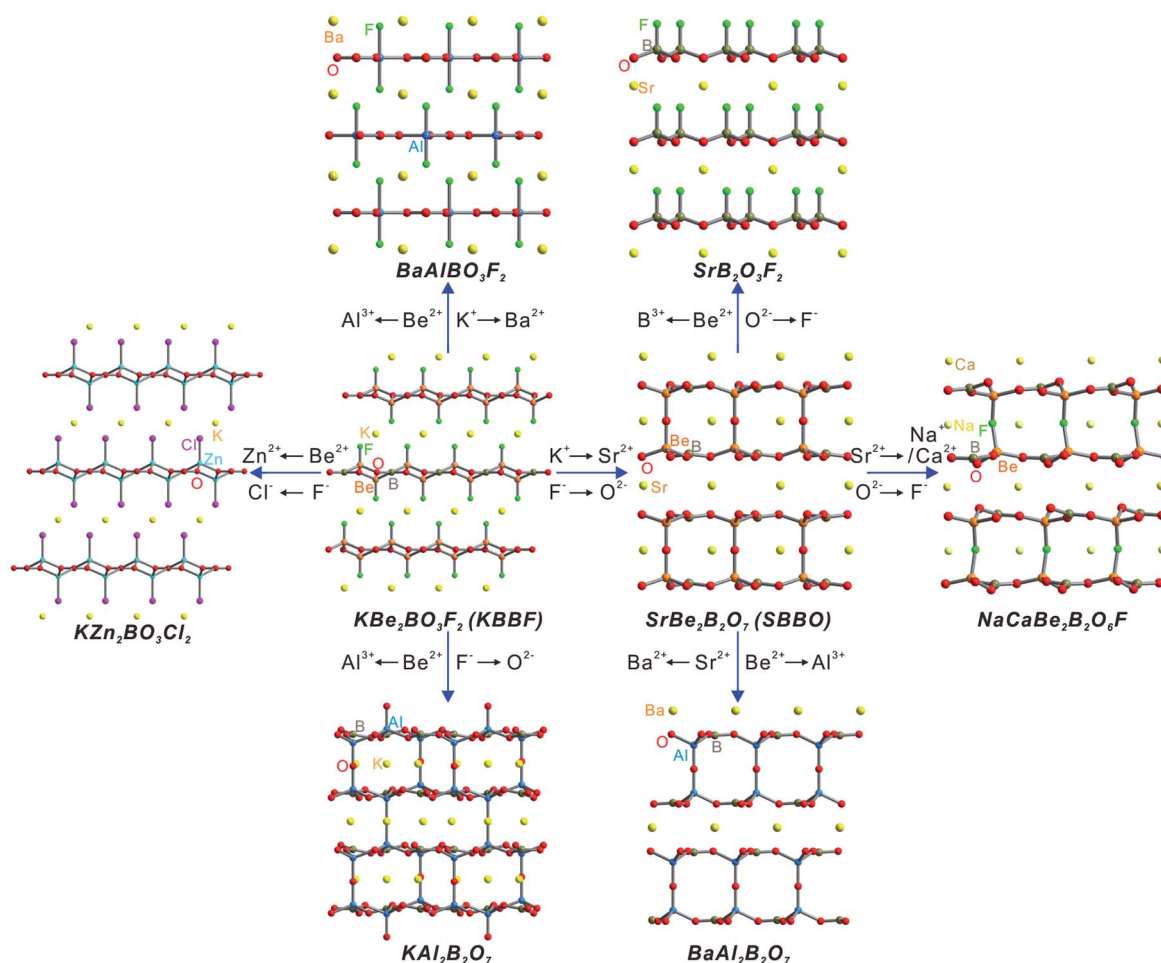 Ba
F
O
Al
BaAlBO₃F₂
F
B
O
Sr
SrB₂O₃F₂
Al³⁺←Be²⁺ K⁺→Ba²⁺
B³⁺←Be²⁺ O²⁻→F⁻
K
Cl
Zn
O
KZn₂BO₃Cl₂
Zn²⁺←Be²⁺
Cl⁻←F⁻
K
F
O
Be
B
KBe₂BO₃F₂ (KBBF)
K⁺→Sr²⁺
F⁻→O²⁻
Be
B
O
Sr
SrBe₂B₂O₇ (SBBO)
Sr²⁺→Na⁺/Ca²⁺
O²⁻→F⁻
Ca
Na
F
B
O
Be
NaCaBe₂B₂O₆F
Al³⁺←Be²⁺ F⁻→O²⁻
Ba²⁺←Sr²⁺ Be²⁺→Al³⁺
B
Al
O
K
KAl₂B₂O₇
Ba
O
Al
B
BaAl₂B₂O₇